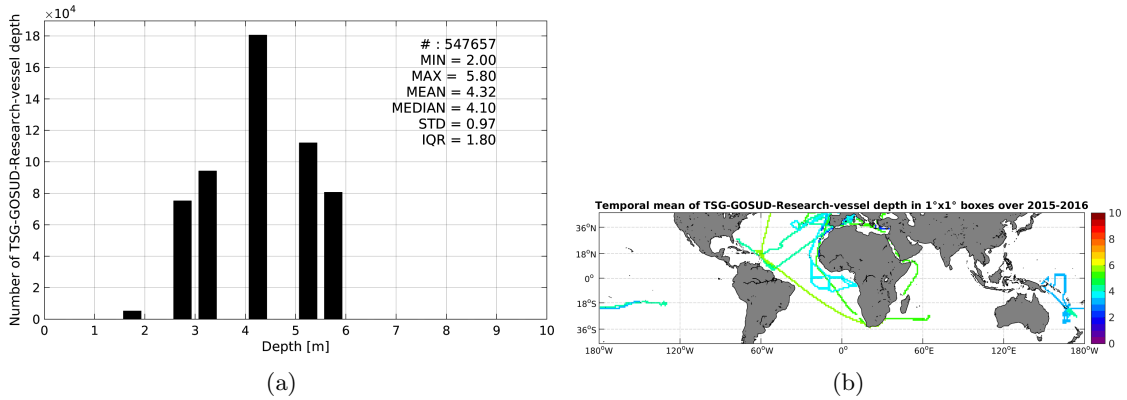 ×10⁴
18
16
14
12
10
8
6
4
2
0
Number of TSG-GOSUD-Research-vessel depth
# : 547657
MIN = 2.00
MAX = 5.80
MEAN = 4.32
MEDIAN = 4.10
STD = 0.97
IQR = 1.80
0 1 2 3 4 5 6 7 8 9 10
Depth [m]
(a)
Temporal mean of TSG-GOSUD-Research-vessel depth in 1°x1° boxes over 2015-2016
36°N
18°N
0°
18°S
36°S
180°W 120°W 60°W 0° 60°E 120°E 180°W
10
8
6
4
2
0
(b)